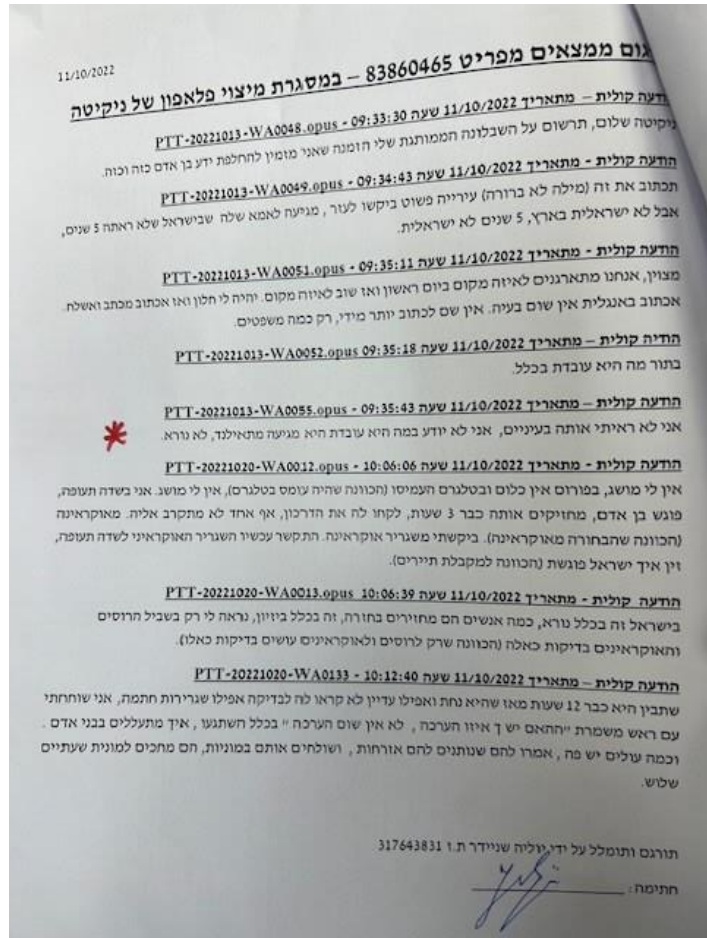 11/10/2022
גום ממצאים מפריט 83860465 – במסגרת מיצוי פלאפון של ניקיטה
הודעה קולית – מתאריך 11/10/2022 שעה 09:33:30 - PTT-20221013-WA0048.opus
ניקיטה שלום, תרשום על השבלונה הממותגת שלי הזמנה שאני מזמין להחלפת ידע בן אדם כזה וכזה.
הודעה קולית - מתאריך 11/10/2022 שעה 09:34:43 - PTT-20221013-WA0049.opus
תכתוב את זה (מילה לא ברורה) עירייה פשוט ביקשו לעזר , מגיעה לאמא שלה שבישראל שלא ראתה 5 שנים,
אבל לא ישראלית בארץ, 5 שנים לא ישראלית.
הודעה קולית - מתאריך 11/10/2022 שעה 09:35:11 - PTT-20221013-WA0051.opus
מצוין, אנחנו מתארגנים לאיזה מקום ביום ראשון ואז שוב לאיזה מקום. יהיה לי חלון ואז אכתוב מכתב ואשלח.
אכתוב באנגלית אין שום בעיה. אין שם לכתוב יותר מידי, רק כמה משפטים.
הודיה קולית – מתאריך 11/10/2022 שעה 09:35:18 PTT-20221013-WA0052.opus
בתור מה היא עובדת בכלל.
הודעה קולית – מתאריך 11/10/2022 שעה 09:35:43 - PTT-20221013-WA0055.opus
אני לא ראיתי אותה בעיניים, אני לא יודע במה היא עובדת היא מגיעה מתאילנד, לא נורא.
הודעה קולית - מתאריך 11/10/2022 שעה 10:06:06 - PTT-20221020-WA0012.opus
אין לי מושג, בפורום אין כלום ובטלגרם העמיסו (הכוונה שהיה עומס בטלגרם), אין לי מושג. אני בשדה תעופה,
פוגש בן אדם, מחזיקים אותה כבר 3 שעות, לקחו לה את הדרכון, אף אחד לא מתקרב אליה. מאוקראינה
(הכוונה שהבחורה מאוקראינה). ביקשתי משגריר אוקראינה. התקשר עכשיו השגריר האוקראיני לשדה תעופה,
זין איך ישראל פוגשת (הכוונה למקבלת תיירים).
הודעה קולית - מתאריך 11/10/2022 שעה 10:06:39 PTT-20221020-WA0013.opus
בישראל זה בכלל נורא, כמה אנשים הם מחזירים בחזרה, זה בכלל ביזיון, נראה לי רק בשביל הרוסים
והאוקראינים בדיקות כאלה (הכוונה שרק לרוסים ולאוקראינים עושים בדיקות כאלו).
הודעה קולית – מתאריך 11/10/2022 שעה 10:12:40 - PTT-20221020-WA0133
שתבין היא כבר 12 שעות מאז שהיא נחת ואפילו עדיין לא קראו לה לבדיקה אפילו שגרירות חתמה, אני שוחחתי
עם ראש משמרת "ההאם יש ך איזו הערכה , לא אין שום הערכה " בכלל השתגעו , איך מתעללים בבני אדם .
וכמה עולים יש פה , אמרו להם שנותנים להם אזרחות , ושולחים אותם במוניות, הם מחכים למונית שעתיים
שלוש.
תורגם ותומלל על ידי יוליה שניידר ת.ז 317643831
חתימה: